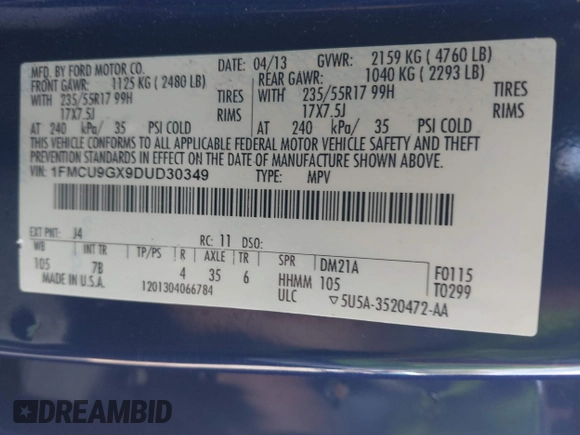 MFD. BY FORD MOTOR CO.
DATE: 04/13 GVWR: 2159 KG ( 4760 LB)
FRONT GAWR: 1125 KG ( 2480 LB) REAR GAWR: 1040 KG ( 2293 LB)
WITH 235/55R17 99H TIRES WITH 235/55R17 99H TIRES
17X7.5J RIMS 17X7.5J RIMS
AT 240 kPa/ 35 PSI COLD AT 240 kPa/ 35 PSI COLD
THIS VEHICLE CONFORMS TO ALL APPLICABLE FEDERAL MOTOR VEHICLE SAFETY AND THEFT
PREVENTION STANDARDS IN EFFECT ON THE DATE OF MANUFACTURE SHOWN ABOVE.
VIN: 1FMCU9GX9DUD30349 TYPE: MPV
EXT PNT: J4 RC: 11 DSO:
WB INT TR TP/PS R AXLE TR SPR DM21A F0115
105 7B 4 35 6 HHMM 105 T0299
MADE IN U.S.A. 1201304066784 ULC ▽5U5A-3520472-AA
DREAMBID